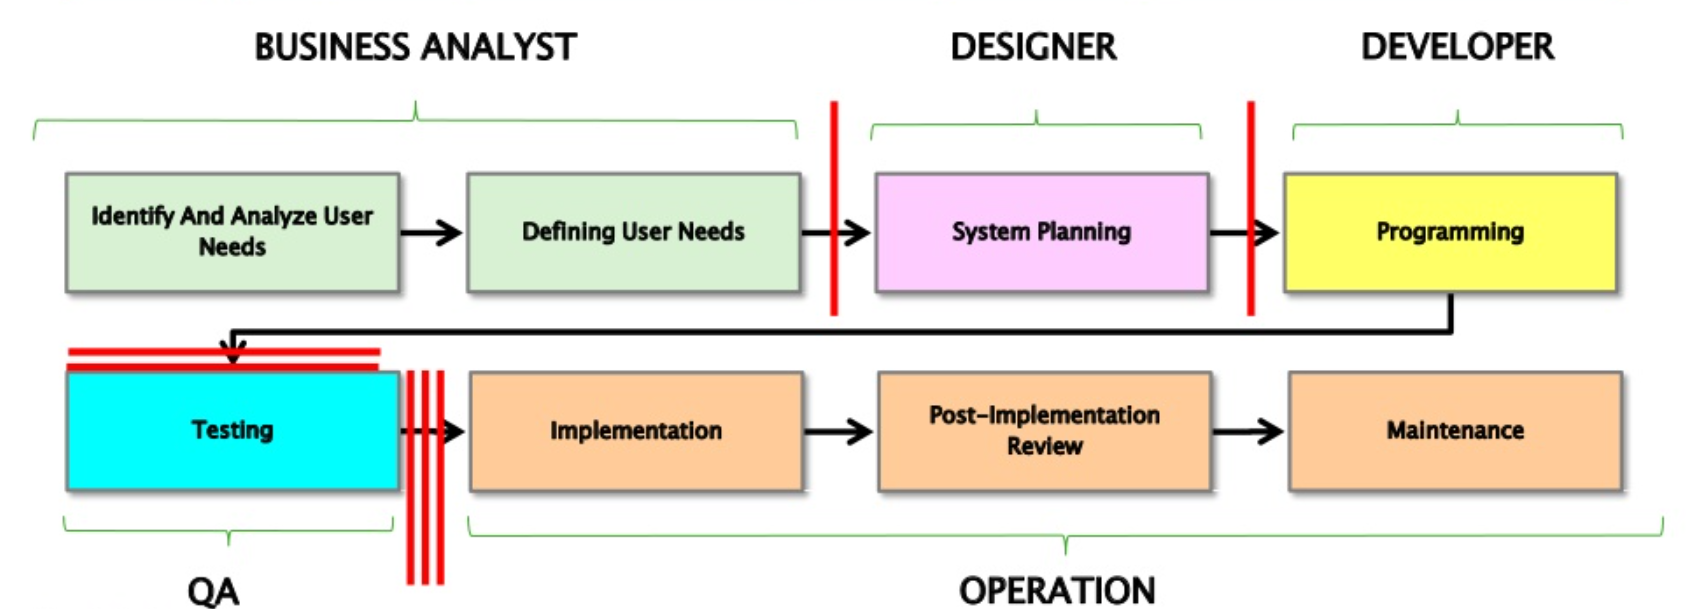 BUSINESS ANALYST
DESIGNER
DEVELOPER
Identify And Analyze User
Needs
Defining User Needs
System Planning
Programming
Testing
Implementation
Post-Implementation
Review
Maintenance
QA
OPERATION